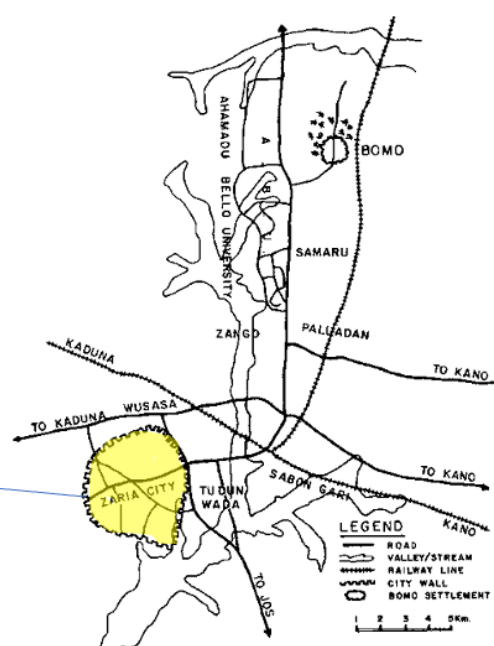 AHAMADU BELLO UNIVERSITY
A
B
U
BOMO
SAMARU
ZANGO
PALLADAN
KADUNA
TO KANO
TO KADUNA
WUSASA
ZARIA CITY
TUDUN
WADA
SABON GARI
TO KANO
KANO
TO JOS
LEGEND
ROAD
VALLEY/STREAM
RAILWAY LINE
CITY WALL
BOMO SETTLEMENT
1 2 3 4 5Km.